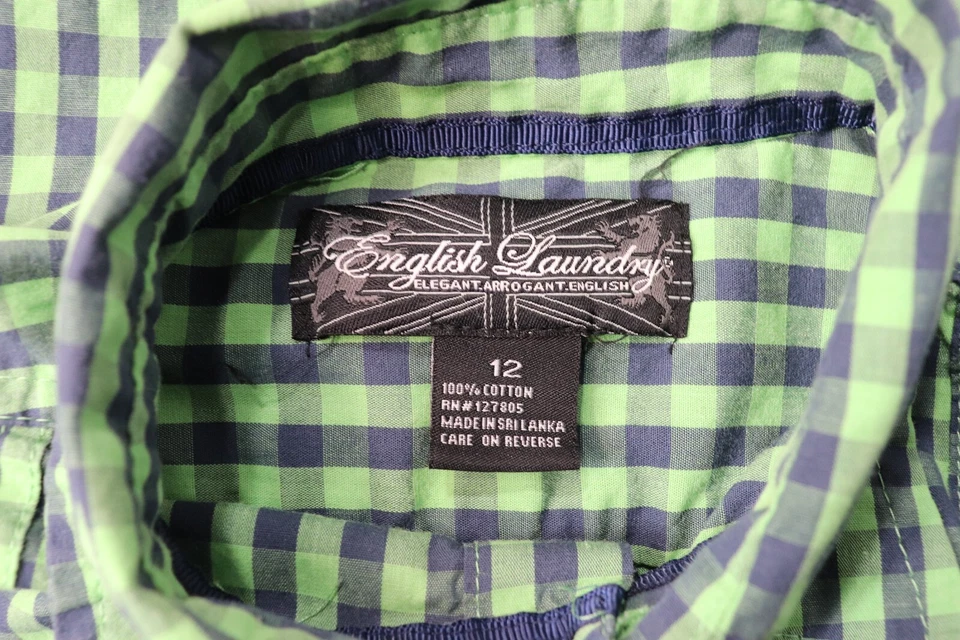 English Laundry
ELEGANT.ARROGANT.ENGLISH
12
100% COTTON
RN# 127805
MADE IN SRI LANKA
CARE ON REVERSE